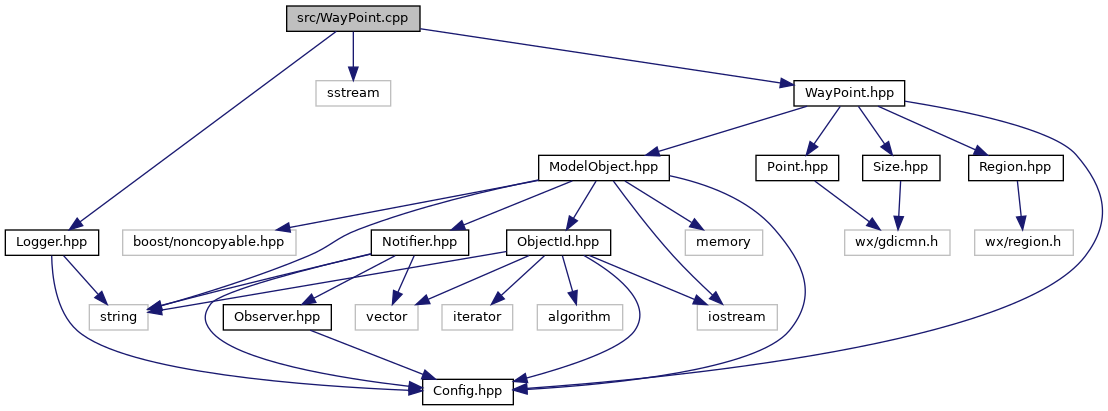 src/WayPoint.cpp
sstream
WayPoint.hpp
ModelObject.hpp
Point.hpp
Size.hpp
Region.hpp
Logger.hpp
boost/noncopyable.hpp
Notifier.hpp
ObjectId.hpp
memory
wx/gdicmn.h
wx/region.h
string
Observer.hpp
vector
iterator
algorithm
iostream
Config.hpp